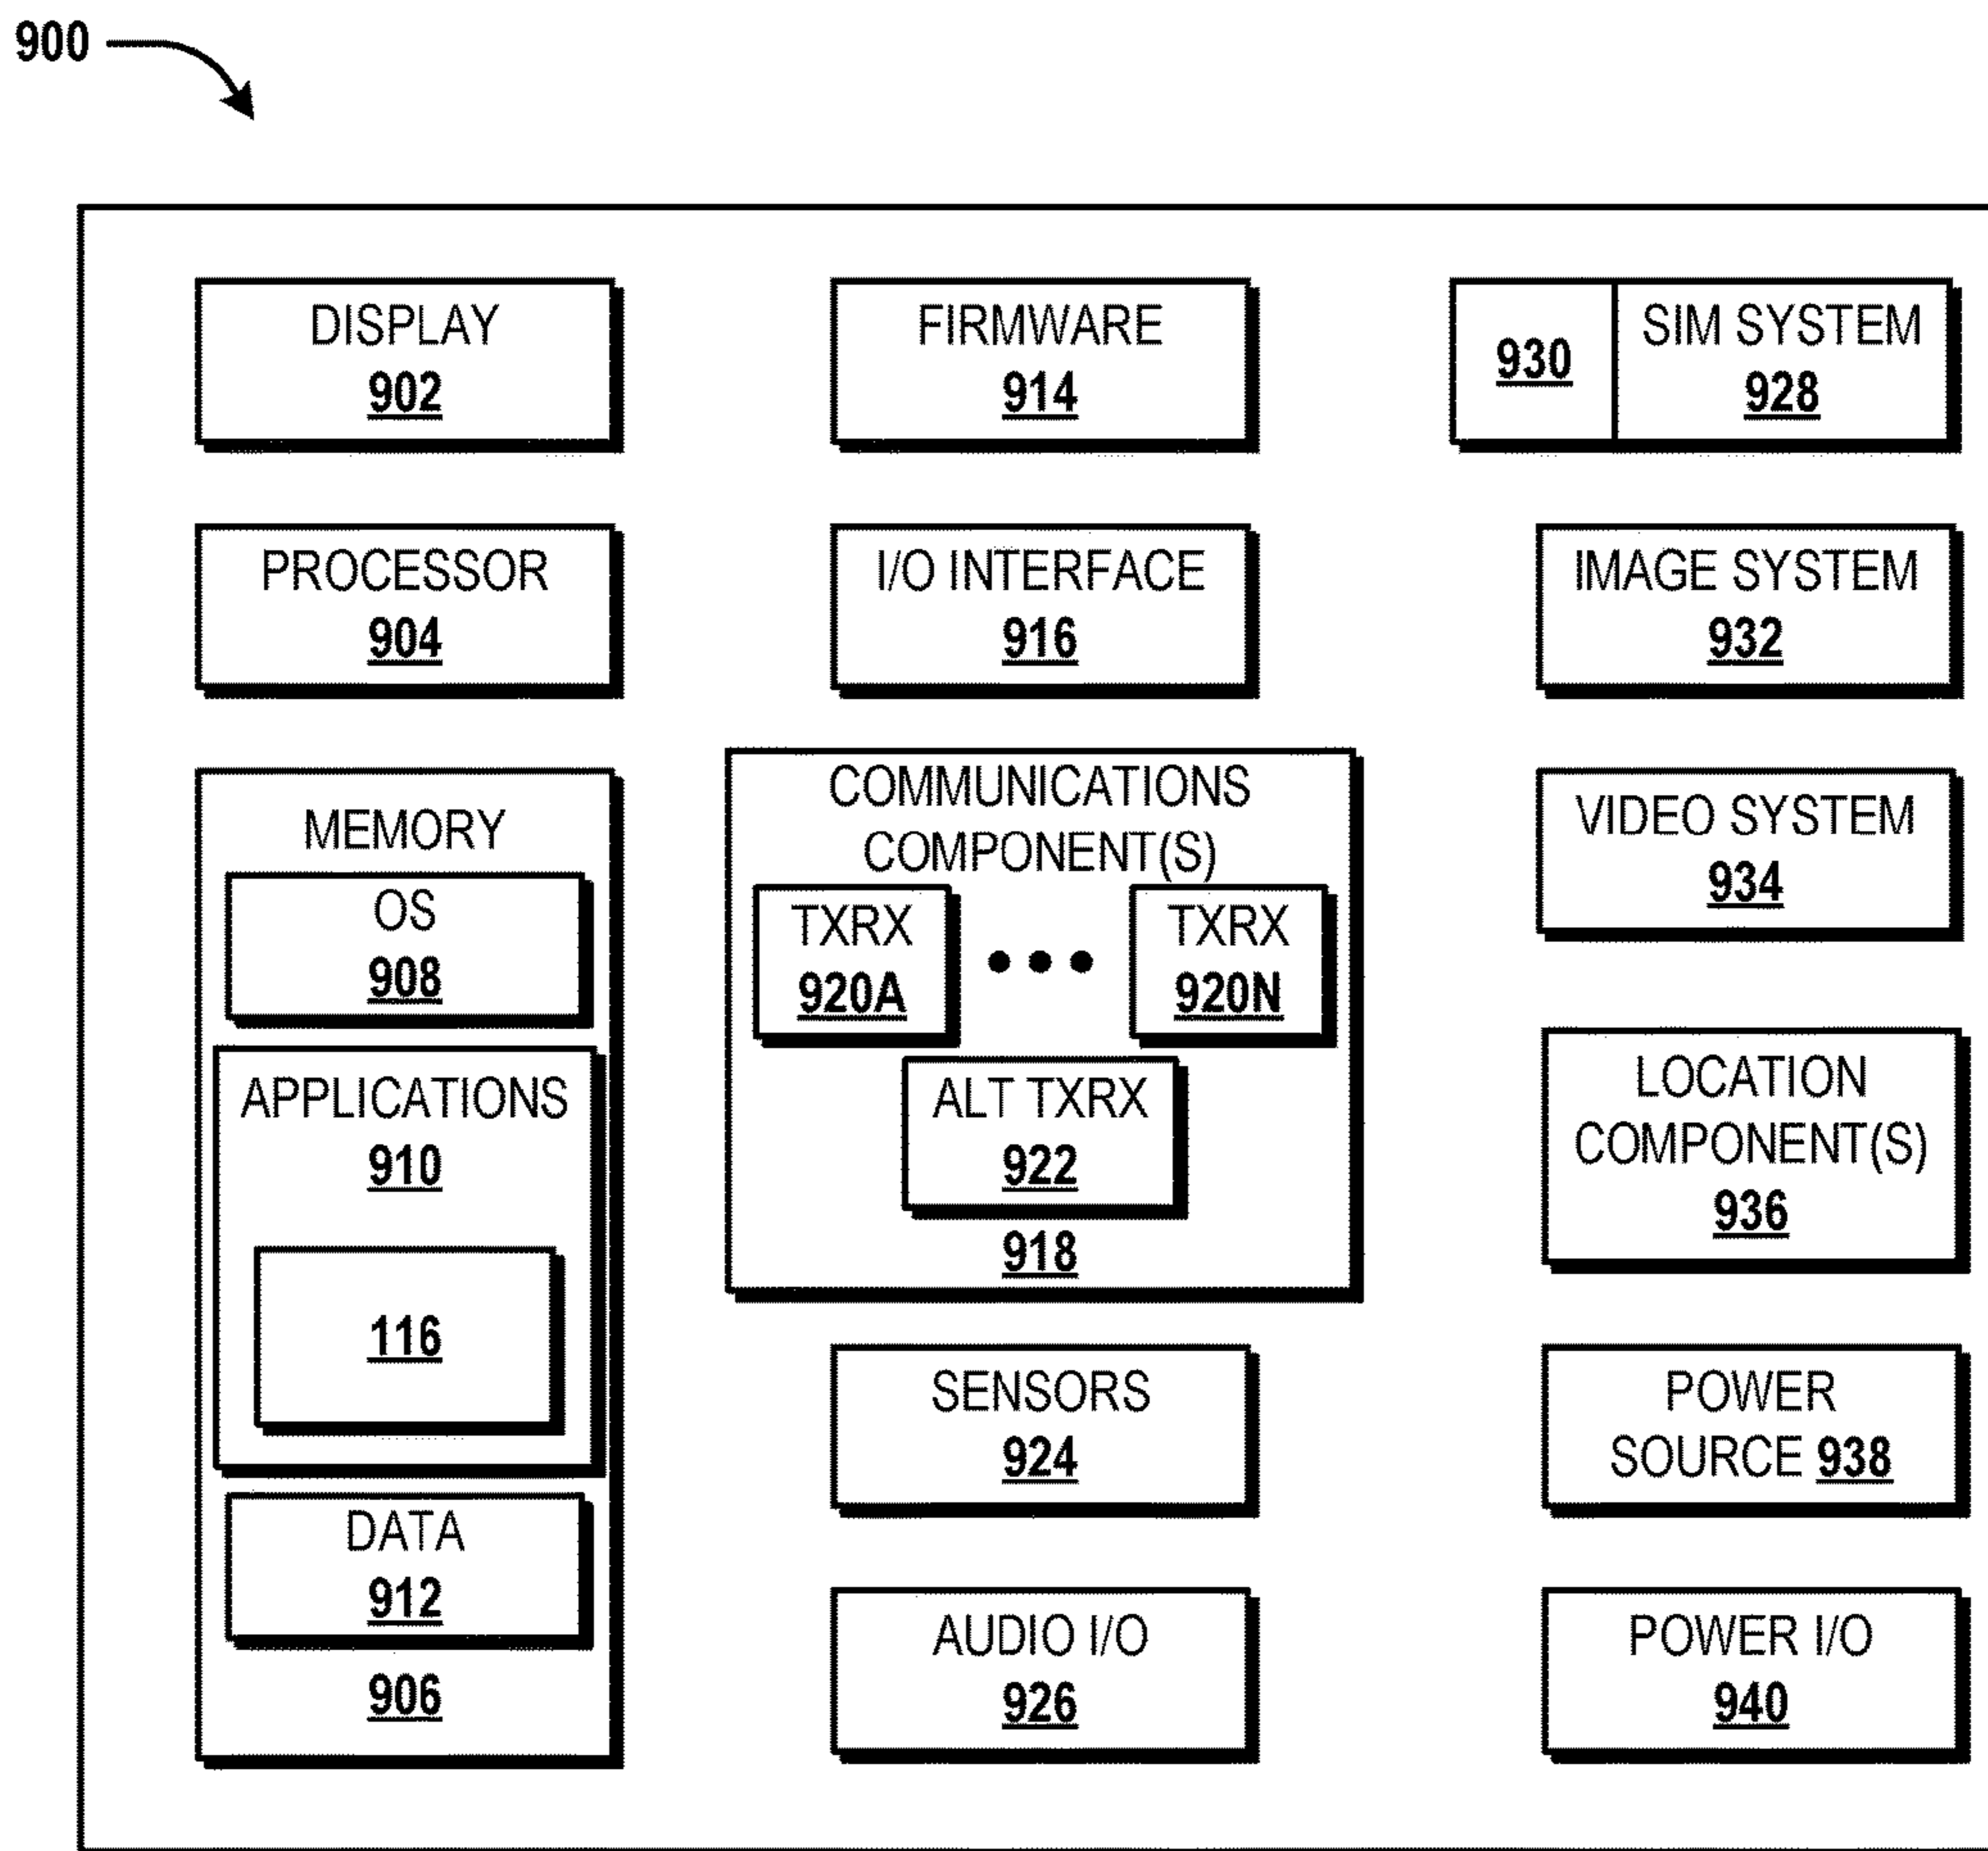 900
DISPLAY
902
PROCESSOR
904
MEMORY
OS
908
APPLICATIONS
910
116
DATA
912
906
FIRMWARE
914
I/O INTERFACE
916
COMMUNICATIONS
COMPONENT(S)
TXRX
920A
TXRX
920N
ALT TXRX
922
918
SENSORS
924
AUDIO I/O
926
930
SIM SYSTEM
928
IMAGE SYSTEM
932
VIDEO SYSTEM
934
LOCATION
COMPONENT(S)
936
POWER
SOURCE 938
POWER I/O
940